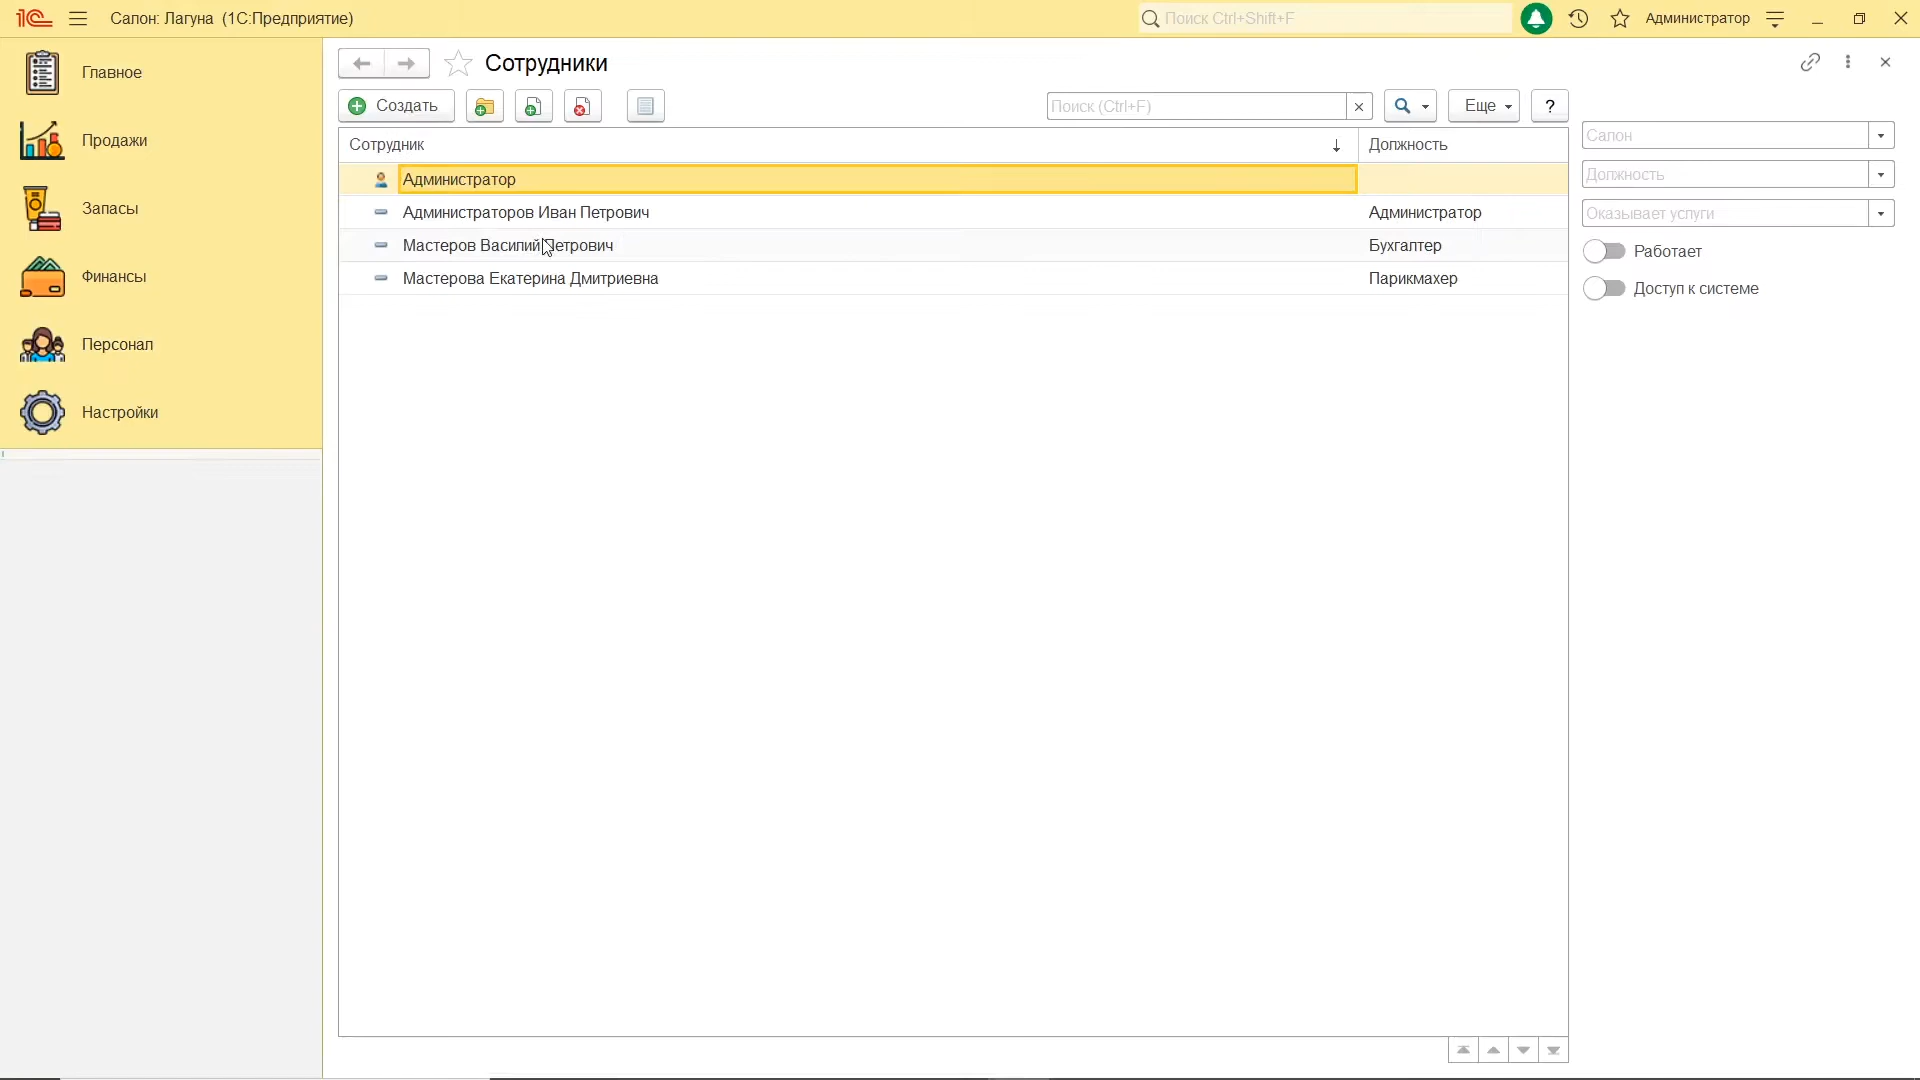 1С Салон: Лагуна (1С:Предприятие)
Поиск Ctrl+Shift+F
Администратор
Главное
Продажи
Запасы
Финансы
Персонал
Настройки
Сотрудники
Создать
Поиск (Ctrl+F)
Еще
?
Сотрудник
Должность
Администратор
Администраторов Иван Петрович
Администратор
Мастеров Василий Петрович
Бухгалтер
Мастерова Екатерина Дмитриевна
Парикмахер
Салон
Должность
Оказывает услуги
Работает
Доступ к системе